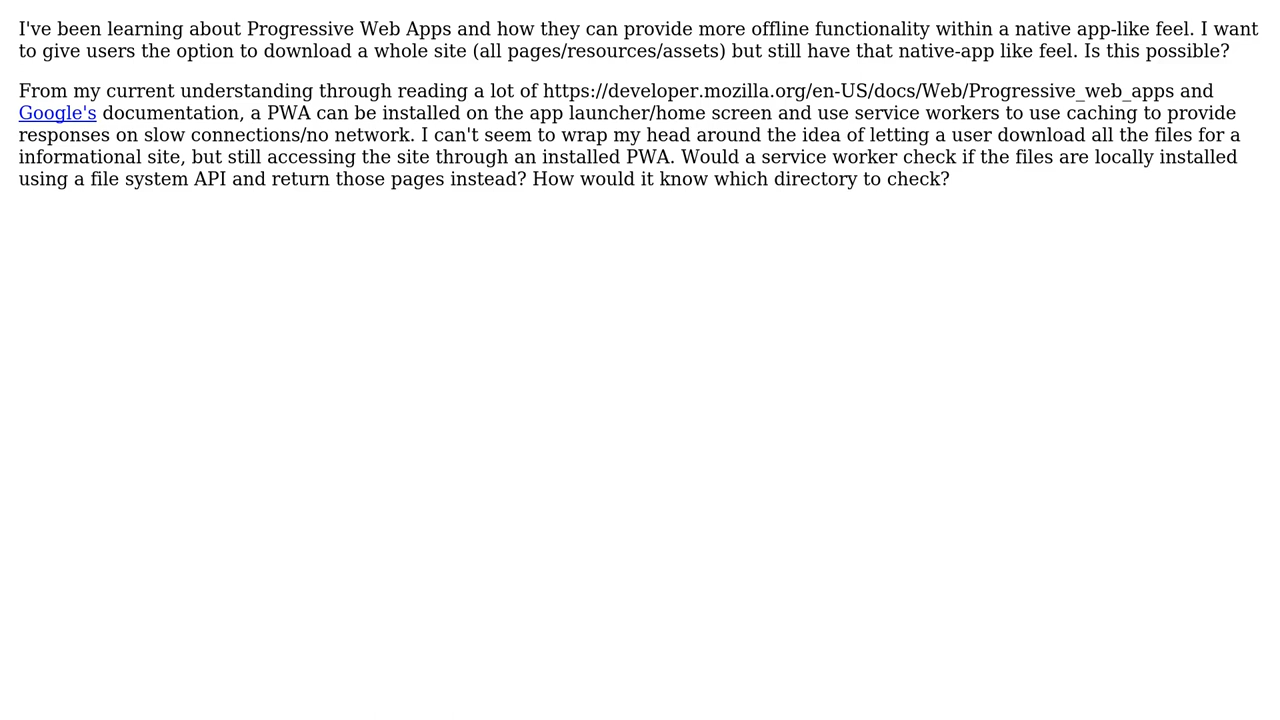 I've been learning about Progressive Web Apps and how they can provide more offline functionality within a native app-like feel. I want
to give users the option to download a whole site (all pages/resources/assets) but still have that native-app like feel. Is this possible?
From my current understanding through reading a lot of https://developer.mozilla.org/en-US/docs/Web/Progressive_web_apps and
Google's documentation, a PWA can be installed on the app launcher/home screen and use service workers to use caching to provide
responses on slow connections/no network. I can't seem to wrap my head around the idea of letting a user download all the files for a
informational site, but still accessing the site through an installed PWA. Would a service worker check if the files are locally installed
using a file system API and return those pages instead? How would it know which directory to check?